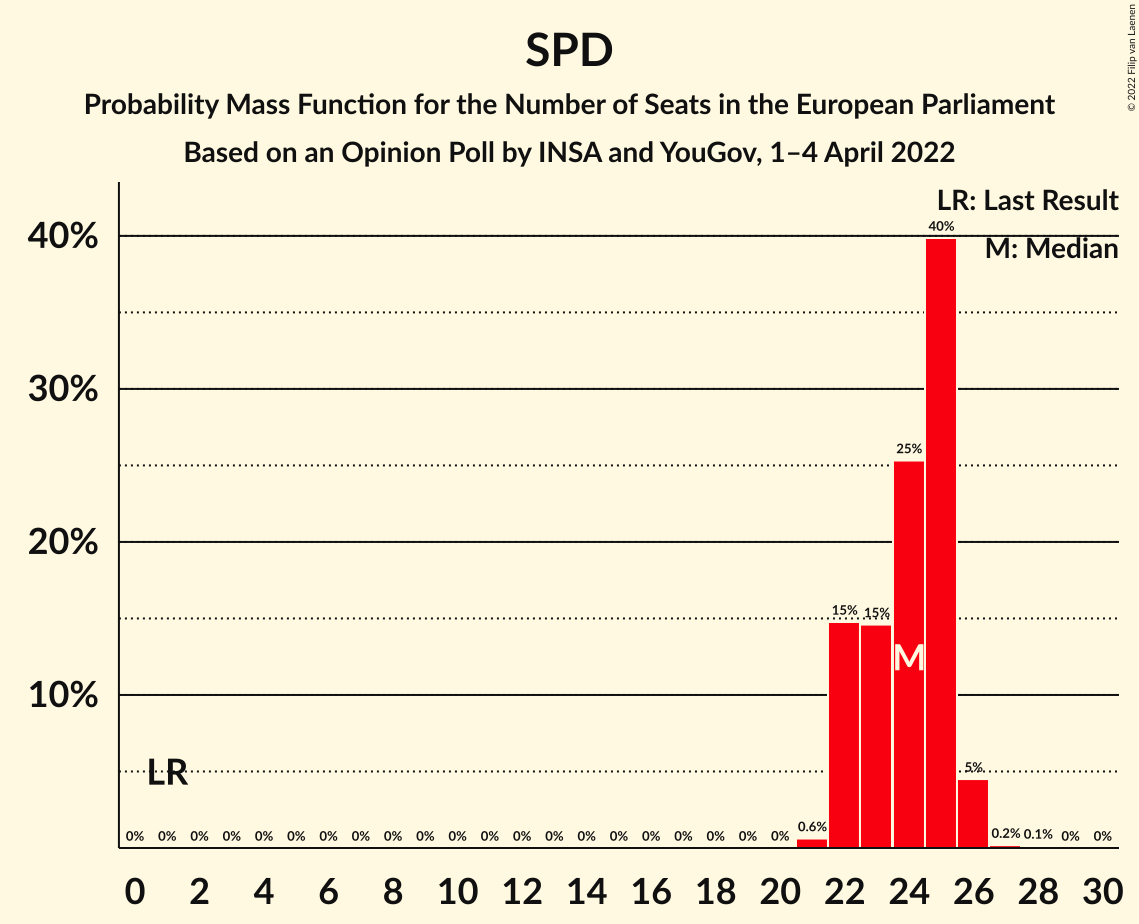 SPD
Probability Mass Function for the Number of Seats in the European Parliament
Based on an Opinion Poll by INSA and YouGov, 1–4 April 2022
© 2022 Filip van Laenen
LR: Last Result
M: Median
40%
30%
20%
10%
40%
25%
15%
15%
M
LR
5%
0% 0% 0% 0% 0% 0% 0% 0% 0% 0% 0% 0% 0% 0% 0% 0% 0% 0% 0% 0% 0% 0.6% 0.2% 0.1% 0% 0%
0 2 4 6 8 10 12 14 16 18 20 22 24 26 28 30